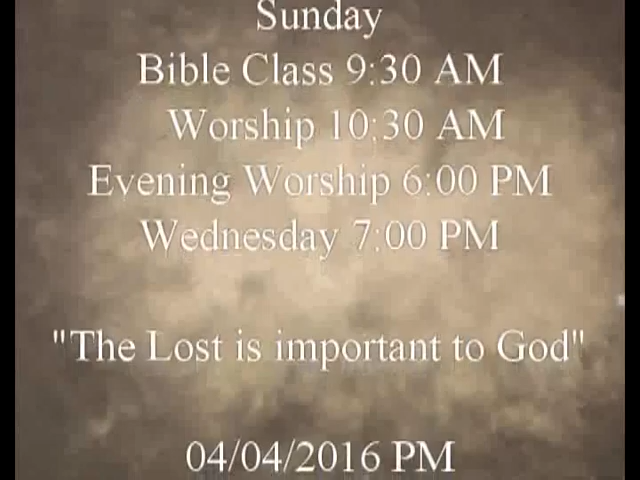 Sunday
Bible Class 9:30 AM
Worship 10:30 AM
Evening Worship 6:00 PM
Wednesday 7:00 PM
"The Lost is important to God"
04/04/2016 PM